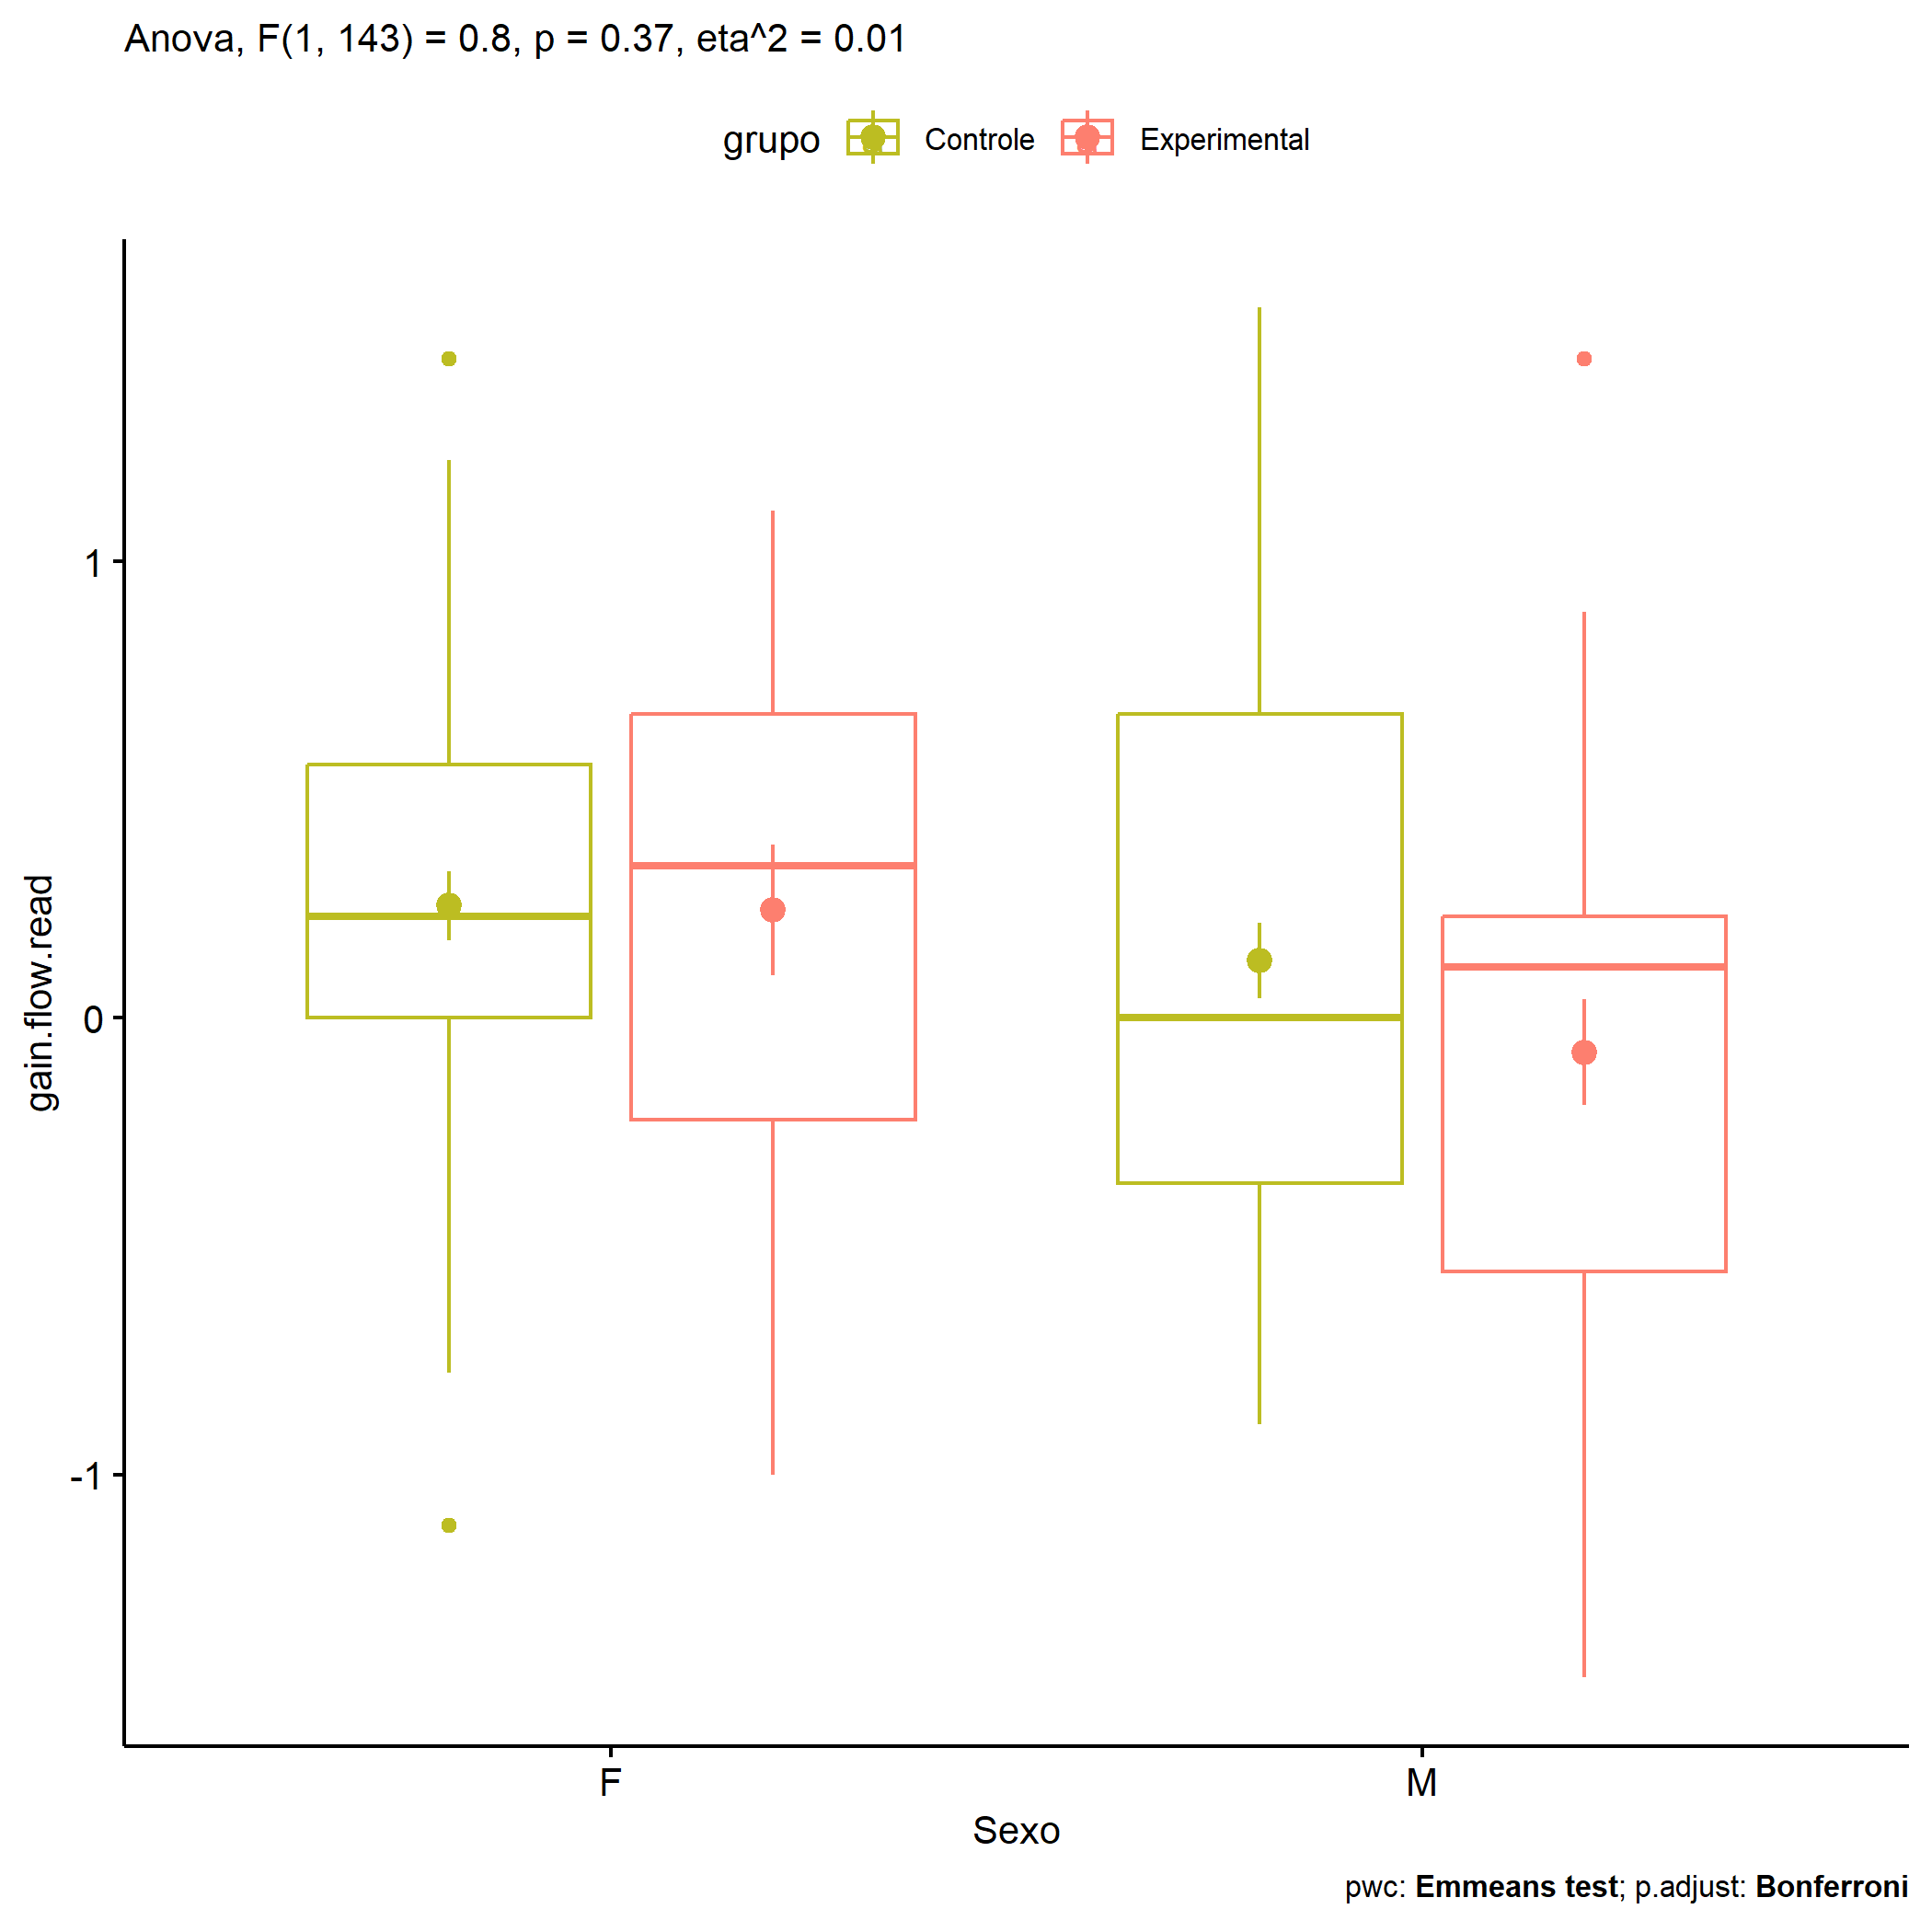 Anova, F(1, 143) = 0.8, p = 0.37, eta^2 = 0.01
grupo Controle Experimental
gain.flow.read
1
0
-1
F M
Sexo
pwc: Emmeans test; p.adjust: Bonferroni